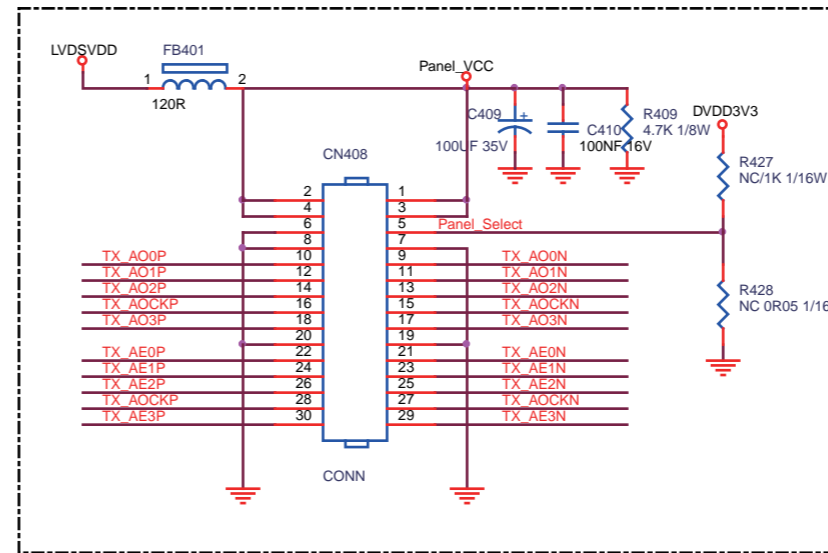 LVDSVDD
FB401
1
2
120R
Panel_VCC
C409
100UF 35V
C410
100NF 16V
R409
4.7K 1/8W
DVDD3V3
R427
NC/1K 1/16W
R428
NC 0R05 1/16
CN408
2
1
4
3
6
5
Panel_Select
8
7
TX_AO0P
10
9
TX_AO0N
TX_AO1P
12
11
TX_AO1N
TX_AO2P
14
13
TX_AO2N
TX_AOCKP
16
15
TX_AOCKN
TX_AO3P
18
17
TX_AO3N
20
19
TX_AE0P
22
21
TX_AE0N
TX_AE1P
24
23
TX_AE1N
TX_AE2P
26
25
TX_AE2N
TX_AOCKP
28
27
TX_AOCKN
TX_AE3P
30
29
TX_AE3N
CONN